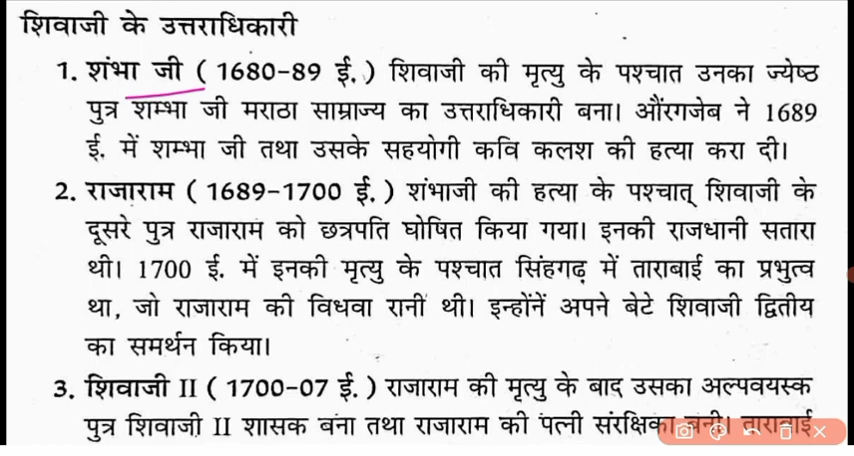 शिवाजी के उत्तराधिकारी
1. शंभा जी ( 1680-89 ई. ) शिवाजी की मृत्यु के पश्चात उनका ज्येष्ठ
पुत्र शम्भा जी मराठा साम्राज्य का उत्तराधिकारी बना। औंरगजेब ने 1689
ई. में शम्भा जी तथा उसके सहयोगी कवि कलश की हत्या करा दी।
2. राजाराम ( 1689-1700 ई. ) शंभाजी की हत्या के पश्चात् शिवाजी के
दूसरे पुत्र राजाराम को छत्रपति घोषित किया गया। इनकी राजधानी सतारा
थी। 1700 ई. में इनकी मृत्यु के पश्चात सिंहगढ़ में ताराबाई का प्रभुत्व
था, जो राजाराम की विधवा रानी थी। इन्होंनें अपने बेटे शिवाजी द्वितीय
का समर्थन किया।
3. शिवाजी II ( 1700-07 ई. ) राजाराम की मृत्यु के बाद उसका अल्पवयस्क
पुत्र शिवाजी II शासक बना तथा राजाराम की पत्नी संरक्षिका बनी। ताराबाई